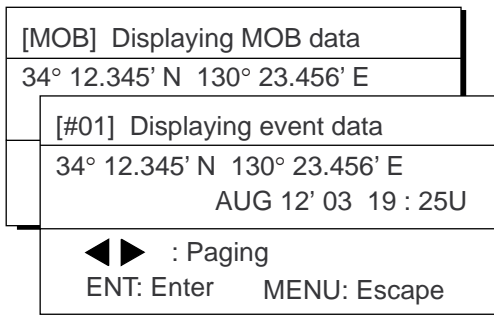 [MOB] Displaying MOB data
34° 12.345’ N 130° 23.456’ E
[#01] Displaying event data
34° 12.345’ N 130° 23.456’ E
AUG 12’ 03 19 : 25U
◀ ▶ : Paging
ENT: Enter MENU: Escape